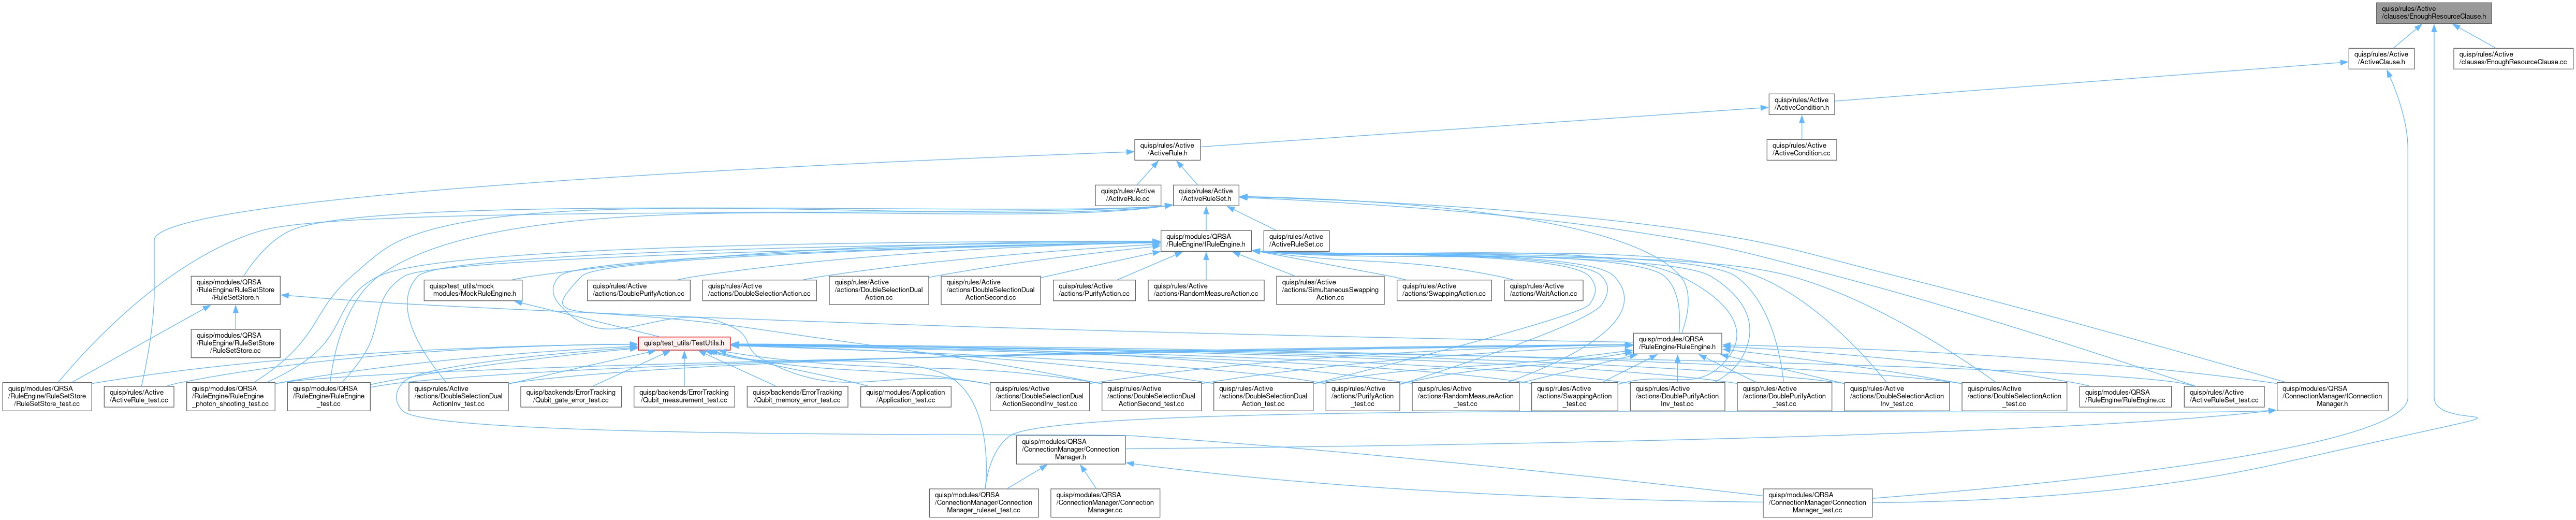 quisp/rules/Active
/clauses/EnoughResourceClause.h
quisp/rules/Active
/ActiveClause.h
quisp/rules/Active
/clauses/EnoughResourceClause.cc
quisp/rules/Active
/ActiveCondition.h
quisp/rules/Active
/ActiveRule.h
quisp/rules/Active
/ActiveCondition.cc
quisp/rules/Active
/ActiveRule.cc
quisp/rules/Active
/ActiveRuleSet.h
quisp/modules/QRSA
/RuleEngine/IRuleEngine.h
quisp/rules/Active
/ActiveRuleSet.cc
quisp/modules/QRSA
/RuleEngine/RuleSetStore
/RuleSetStore.h
quisp/test_utils/mock
_modules/MockRuleEngine.h
quisp/rules/Active
/actions/DoublePurifyAction.cc
quisp/rules/Active
/actions/DoubleSelectionAction.cc
quisp/rules/Active
/actions/DoubleSelectionDual
Action.cc
quisp/rules/Active
/actions/DoubleSelectionDual
ActionSecond.cc
quisp/rules/Active
/actions/PurifyAction.cc
quisp/rules/Active
/actions/RandomMeasureAction.cc
quisp/rules/Active
/actions/SimultaneousSwapping
Action.cc
quisp/rules/Active
/actions/SwappingAction.cc
quisp/rules/Active
/actions/WaitAction.cc
quisp/modules/QRSA
/RuleEngine/RuleSetStore
/RuleSetStore.cc
quisp/test_utils/TestUtils.h
quisp/modules/QRSA
/RuleEngine/RuleEngine.h
quisp/modules/QRSA
/RuleEngine/RuleSetStore
/RuleSetStore_test.cc
quisp/rules/Active
/ActiveRule_test.cc
quisp/modules/QRSA
/RuleEngine/RuleEngine
_photon_shooting_test.cc
quisp/modules/QRSA
/RuleEngine/RuleEngine
_test.cc
quisp/rules/Active
/actions/DoubleSelectionDual
ActionInv_test.cc
quisp/backends/ErrorTracking
/Qubit_gate_error_test.cc
quisp/backends/ErrorTracking
/Qubit_measurement_test.cc
quisp/backends/ErrorTracking
/Qubit_memory_error_test.cc
quisp/modules/Application
/Application_test.cc
quisp/rules/Active
/actions/DoubleSelectionDual
ActionSecondInv_test.cc
quisp/rules/Active
/actions/DoubleSelectionDual
ActionSecond_test.cc
quisp/rules/Active
/actions/DoubleSelectionDual
Action_test.cc
quisp/rules/Active
/actions/PurifyAction
_test.cc
quisp/rules/Active
/actions/RandomMeasureAction
_test.cc
quisp/rules/Active
/actions/SwappingAction
_test.cc
quisp/rules/Active
/actions/DoublePurifyAction
Inv_test.cc
quisp/rules/Active
/actions/DoublePurifyAction
_test.cc
quisp/rules/Active
/actions/DoubleSelectionAction
Inv_test.cc
quisp/rules/Active
/actions/DoubleSelectionAction
_test.cc
quisp/modules/QRSA
/RuleEngine/RuleEngine.cc
quisp/rules/Active
/ActiveRuleSet_test.cc
quisp/modules/QRSA
/ConnectionManager/IConnection
Manager.h
quisp/modules/QRSA
/ConnectionManager/Connection
Manager.h
quisp/modules/QRSA
/ConnectionManager/Connection
Manager_ruleset_test.cc
quisp/modules/QRSA
/ConnectionManager/Connection
Manager.cc
quisp/modules/QRSA
/ConnectionManager/Connection
Manager_test.cc